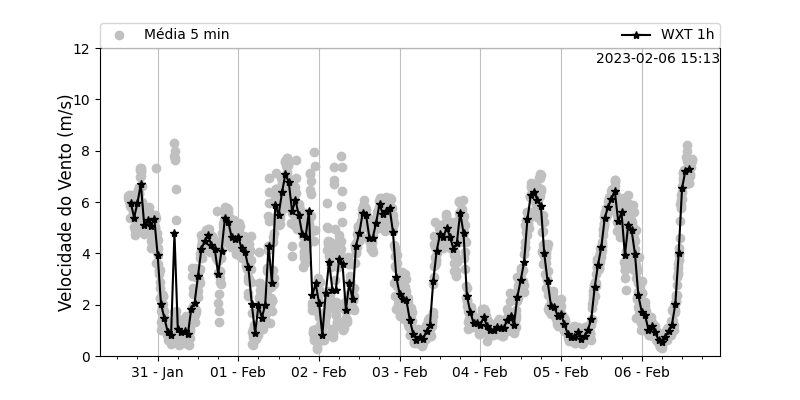 Média 5 min
WXT 1h
2023-02-06 15:13
Velocidade do Vento (m/s)
12
10
8
6
4
2
0
31 - Jan
01 - Feb
02 - Feb
03 - Feb
04 - Feb
05 - Feb
06 - Feb